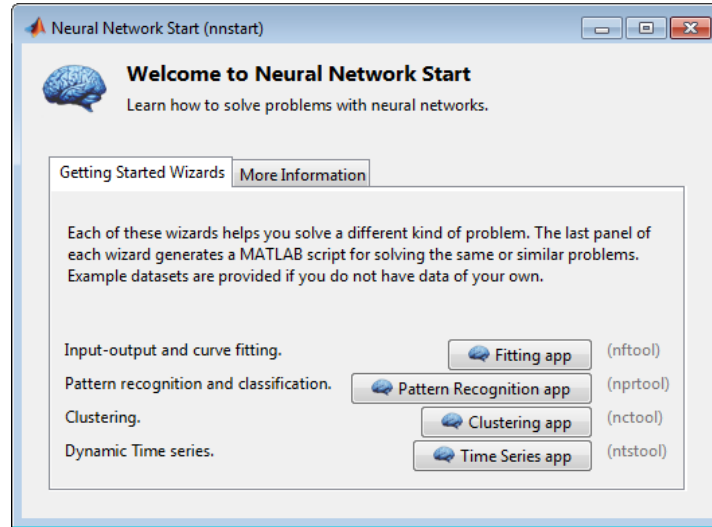 Neural Network Start (nnstart)
Welcome to Neural Network Start
Learn how to solve problems with neural networks.
Getting Started Wizards More Information
Each of these wizards helps you solve a different kind of problem. The last panel of
each wizard generates a MATLAB script for solving the same or similar problems.
Example datasets are provided if you do not have data of your own.
Input-output and curve fitting. Fitting app (nftool)
Pattern recognition and classification. Pattern Recognition app (nprtool)
Clustering. Clustering app (nctool)
Dynamic Time series. Time Series app (ntstool)